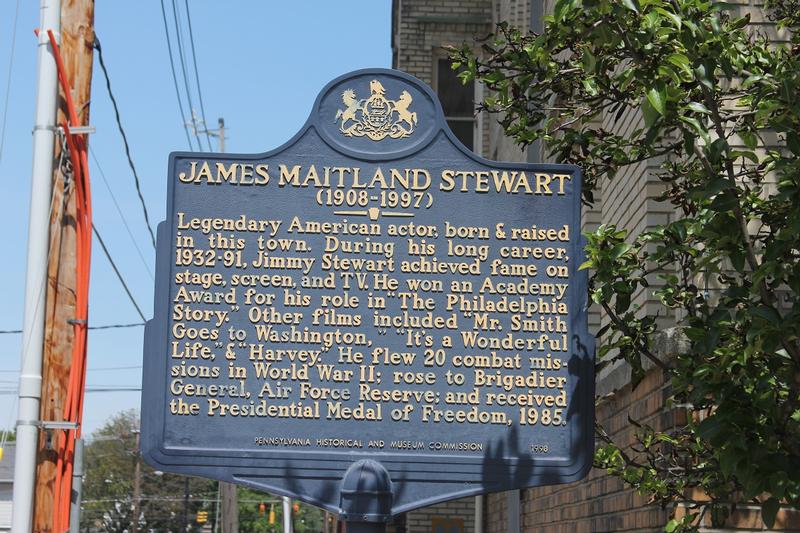 JAMES MAITLAND STEWART
(1908-1997)
Legendary American actor, born & raised
in this town. During his long career,
1932-91, Jimmy Stewart achieved fame on
stage, screen, and TV. He won an Academy
Award for his role in "The Philadelphia
Story." Other films included "Mr. Smith
Goes to Washington," "It's a Wonderful
Life," & "Harvey." He flew 20 combat mis-
sions in World War II; rose to Brigadier
General, Air Force Reserve; and received
the Presidential Medal of Freedom, 1985.
PENNSYLVANIA HISTORICAL AND MUSEUM COMMISSION 1998